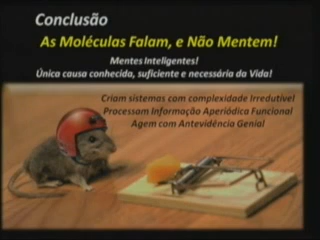 Conclusão
As Moléculas Falam, e Não Mentem!
Mentes Inteligentes!
Única causa conhecida, suficiente e necessária da Vida!
Criam sistemas com complexidade Irredutível
Processam Informação Aperiódica Funcional
Agem com Antevidência Genial